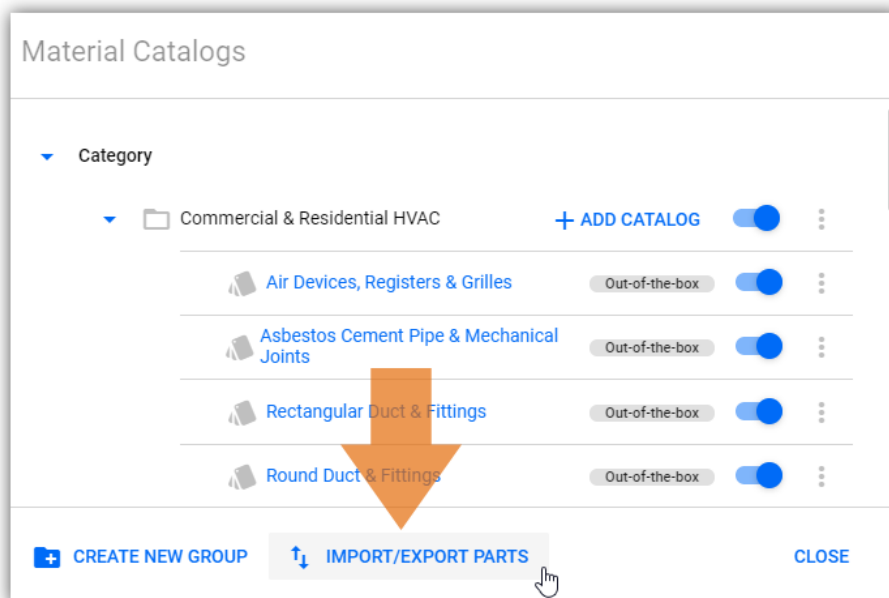 Material Catalogs
Category
Commercial & Residential HVAC + ADD CATALOG
Air Devices, Registers & Grilles Out-of-the-box
Asbestos Cement Pipe & Mechanical
Joints Out-of-the-box
Rectangular Duct & Fittings Out-of-the-box
Round Duct & Fittings Out-of-the-box
CREATE NEW GROUP IMPORT/EXPORT PARTS CLOSE